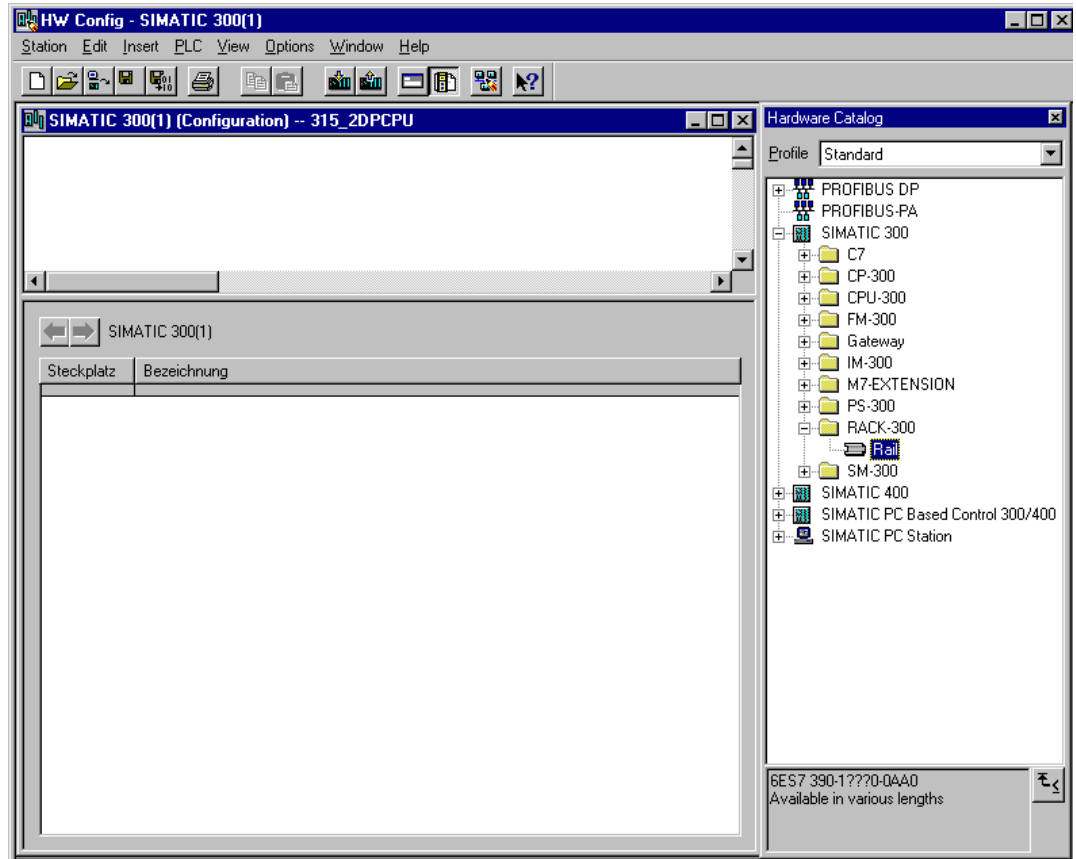 HW Config - SIMATIC 300(1)
Station Edit Insert PLC View Options Window Help
SIMATIC 300(1) (Configuration) -- 315_2DPCPU
SIMATIC 300(1)
Steckplatz Bezeichnung
Hardware Catalog
Profile Standard
PROFIBUS DP
PROFIBUS-PA
SIMATIC 300
C7
CP-300
CPU-300
FM-300
Gateway
IM-300
M7-EXTENSION
PS-300
RACK-300
Rail
SM-300
SIMATIC 400
SIMATIC PC Based Control 300/400
SIMATIC PC Station
6ES7 390-1???0-0AA0
Available in various lengths